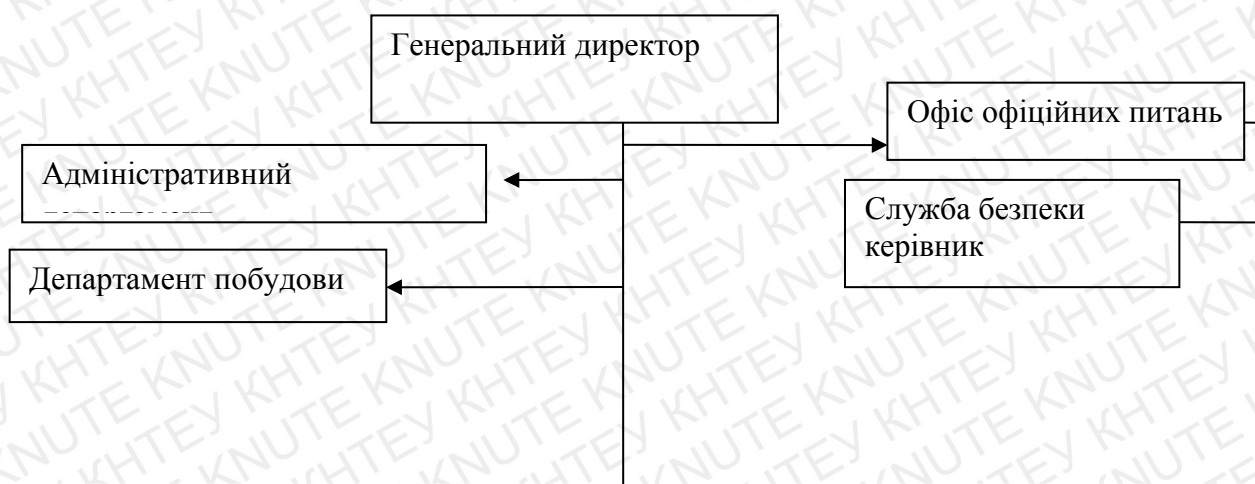 Генеральний директор
Офіс офіційних питань
Адміністративний
Служба безпеки
керівник
Департамент побудови